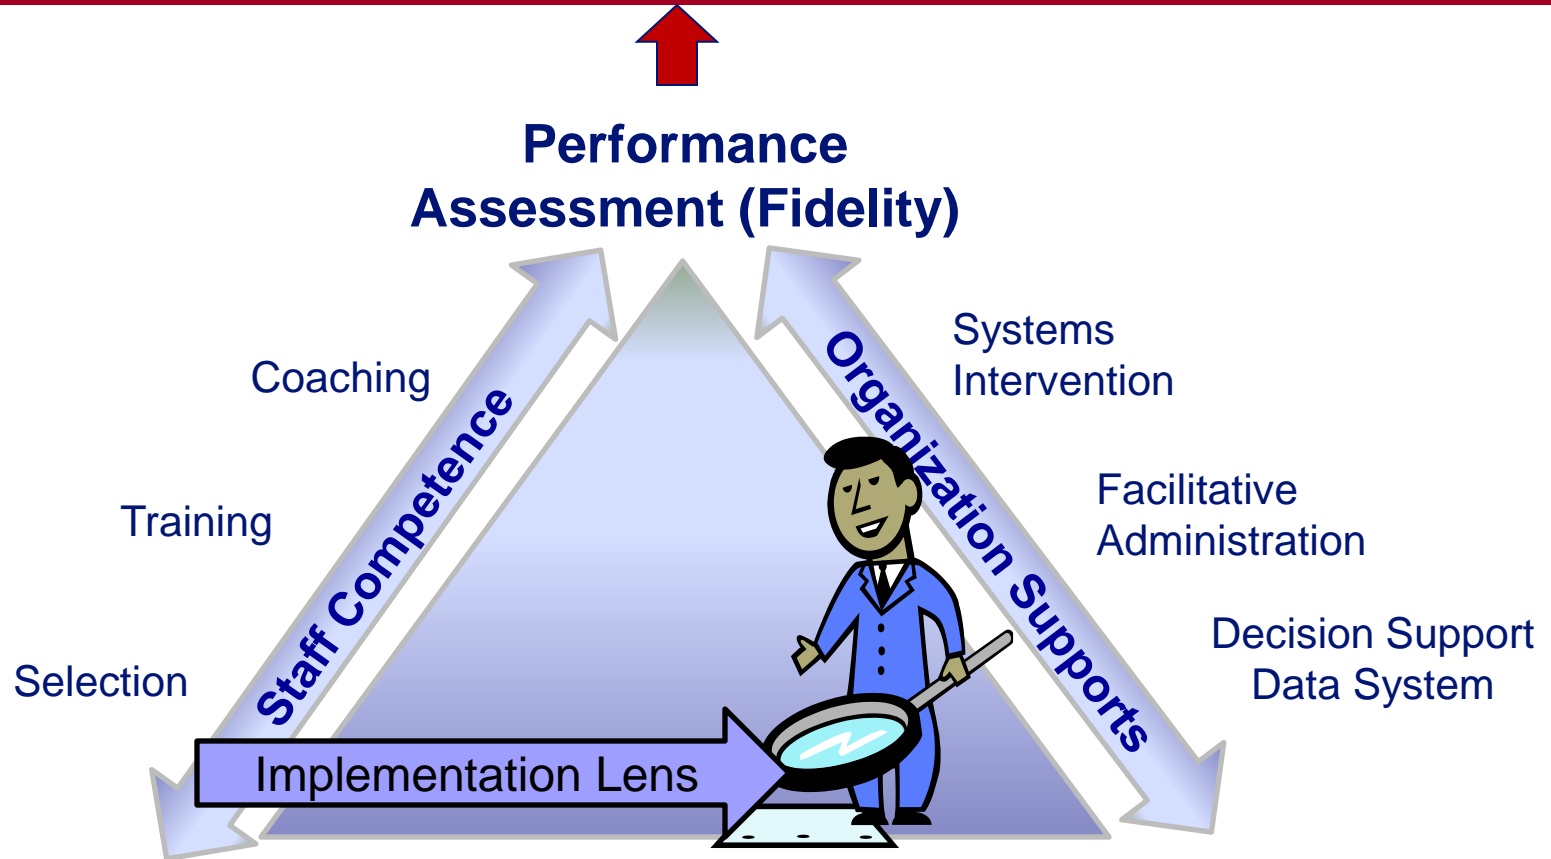 Performance
Assessment (Fidelity)
Systems
Intervention
Coaching
Staff Competence
Organization Supports
Facilitative
Administration
Training
Decision Support
Data System
Selection
Implementation Lens